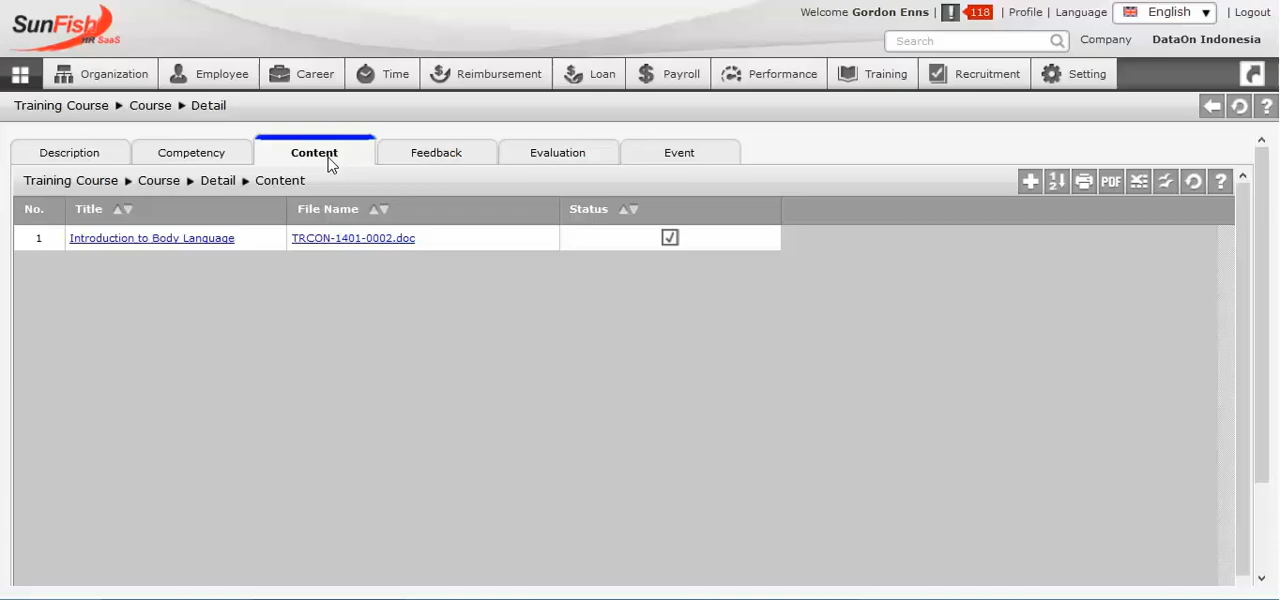 Welcome Gordon Enns | 118 | Profile | Language English | Logout
SunFish
HR SaaS
Search Company DataOn Indonesia
Organization Employee Career Time Reimbursement Loan Payroll Performance Training Recruitment Setting
Training Course ▶ Course ▶ Detail
Description Competency Content Feedback Evaluation Event
Training Course ▶ Course ▶ Detail ▶ Content
PDF
No. Title File Name Status
1 Introduction to Body Language TRCON-1401-0002.doc